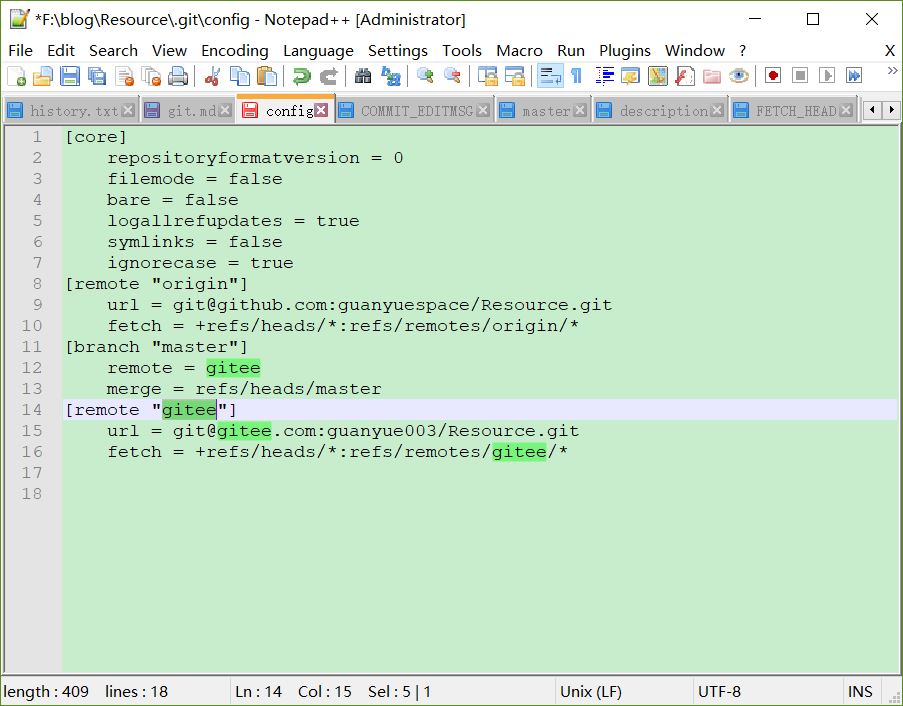 *F:\blog\Resource\.git\config - Notepad++ [Administrator]
File Edit Search View Encoding Language Settings Tools Macro Run Plugins Window ? X
history.txt git.md config COMMIT_EDITMSG master description FETCH_HEAD
1 [core]
2 repositoryformatversion = 0
3 filemode = false
4 bare = false
5 logallrefupdates = true
6 symlinks = false
7 ignorecase = true
8 [remote "origin"]
9 url = git@github.com:guanyuespace/Resource.git
10 fetch = +refs/heads/*:refs/remotes/origin/*
11 [branch "master"]
12 remote = gitee
13 merge = refs/heads/master
14 [remote "gitee"]
15 url = git@gitee.com:guanyue003/Resource.git
16 fetch = +refs/heads/*:refs/remotes/gitee/*
17
18
length : 409 lines : 18 Ln : 14 Col : 15 Sel : 5 | 1 Unix (LF) UTF-8 INS